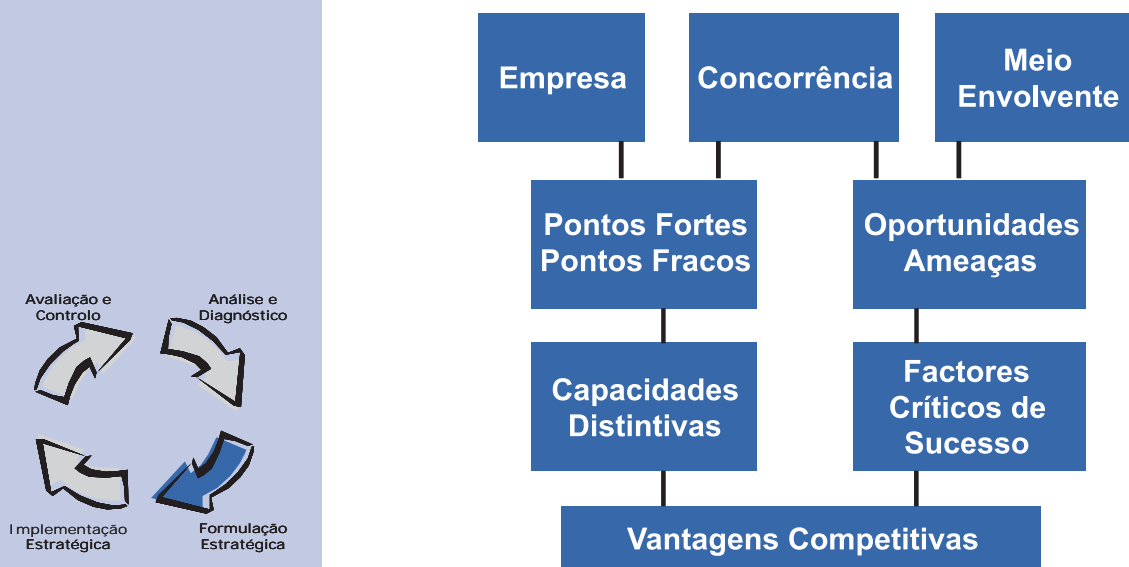 Empresa
Concorrência
Meio
Envolvente
Pontos Fortes
Pontos Fracos
Oportunidades
Ameaças
Capacidades
Distintivas
Factores
Críticos de
Sucesso
Vantagens Competitivas
Avaliação e
Controlo
Análise e
Diagnóstico
Implementação
Estratégica
Formulação
Estratégica